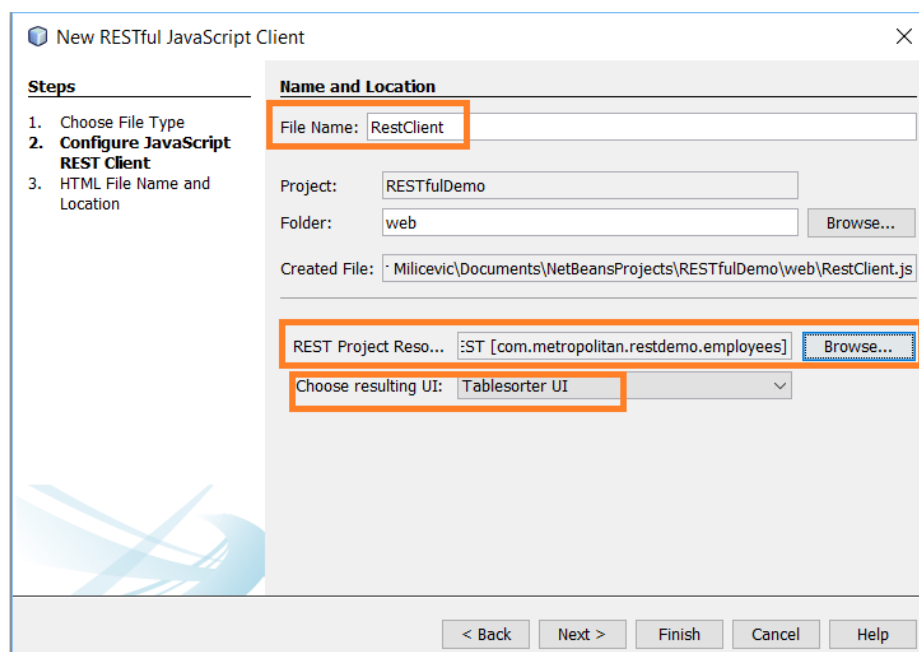 New RESTful JavaScript Client
Steps
1. Choose File Type
2. Configure JavaScript
REST Client
3. HTML File Name and
Location
Name and Location
File Name: RestClient
Project: RESTfulDemo
Folder: web Browse...
Created File: Milicevic\Documents\NetBeansProjects\RESTfulDemo\web\RestClient.js
REST Project Reso... EST [com.metropolitan.restdemo.employees] Browse...
Choose resulting UI: Tablesorter UI
< Back Next > Finish Cancel Help